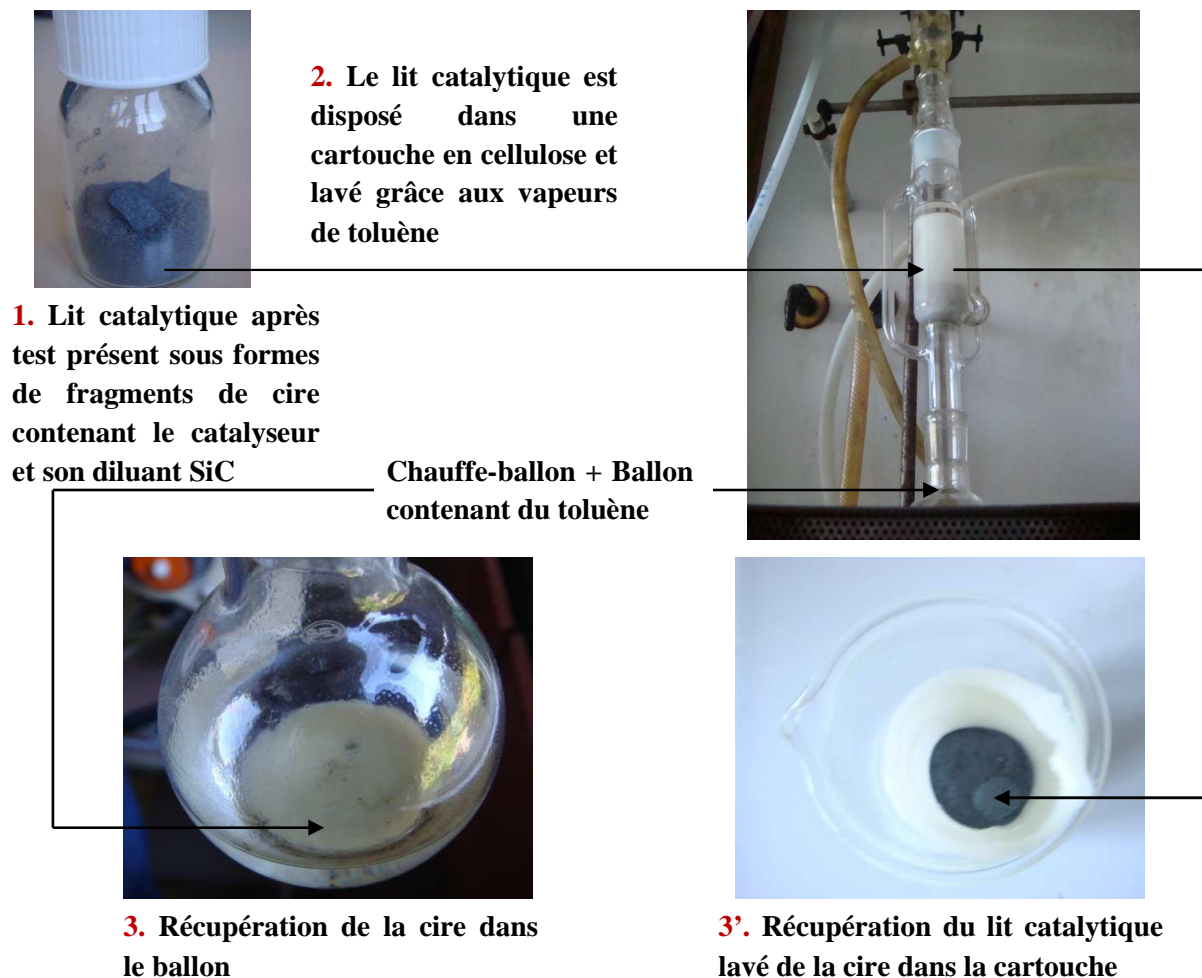 2. Le lit catalytique est
disposé dans une
cartouche en cellulose et
lavé grâce aux vapeurs
de toluène
1. Lit catalytique après
test présent sous formes
de fragments de cire
contenant le catalyseur
et son diluant SiC
Chauffe-ballon + Ballon
contenant du toluène
3. Récupération de la cire dans
le ballon
3’. Récupération du lit catalytique
lavé de la cire dans la cartouche